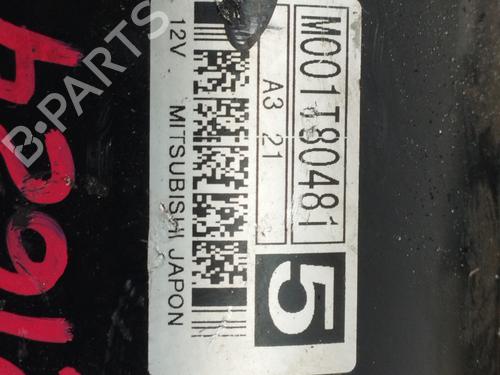 M001T80481
A3 21
5
12V MITSUBISHI JAPON
B-PARTS